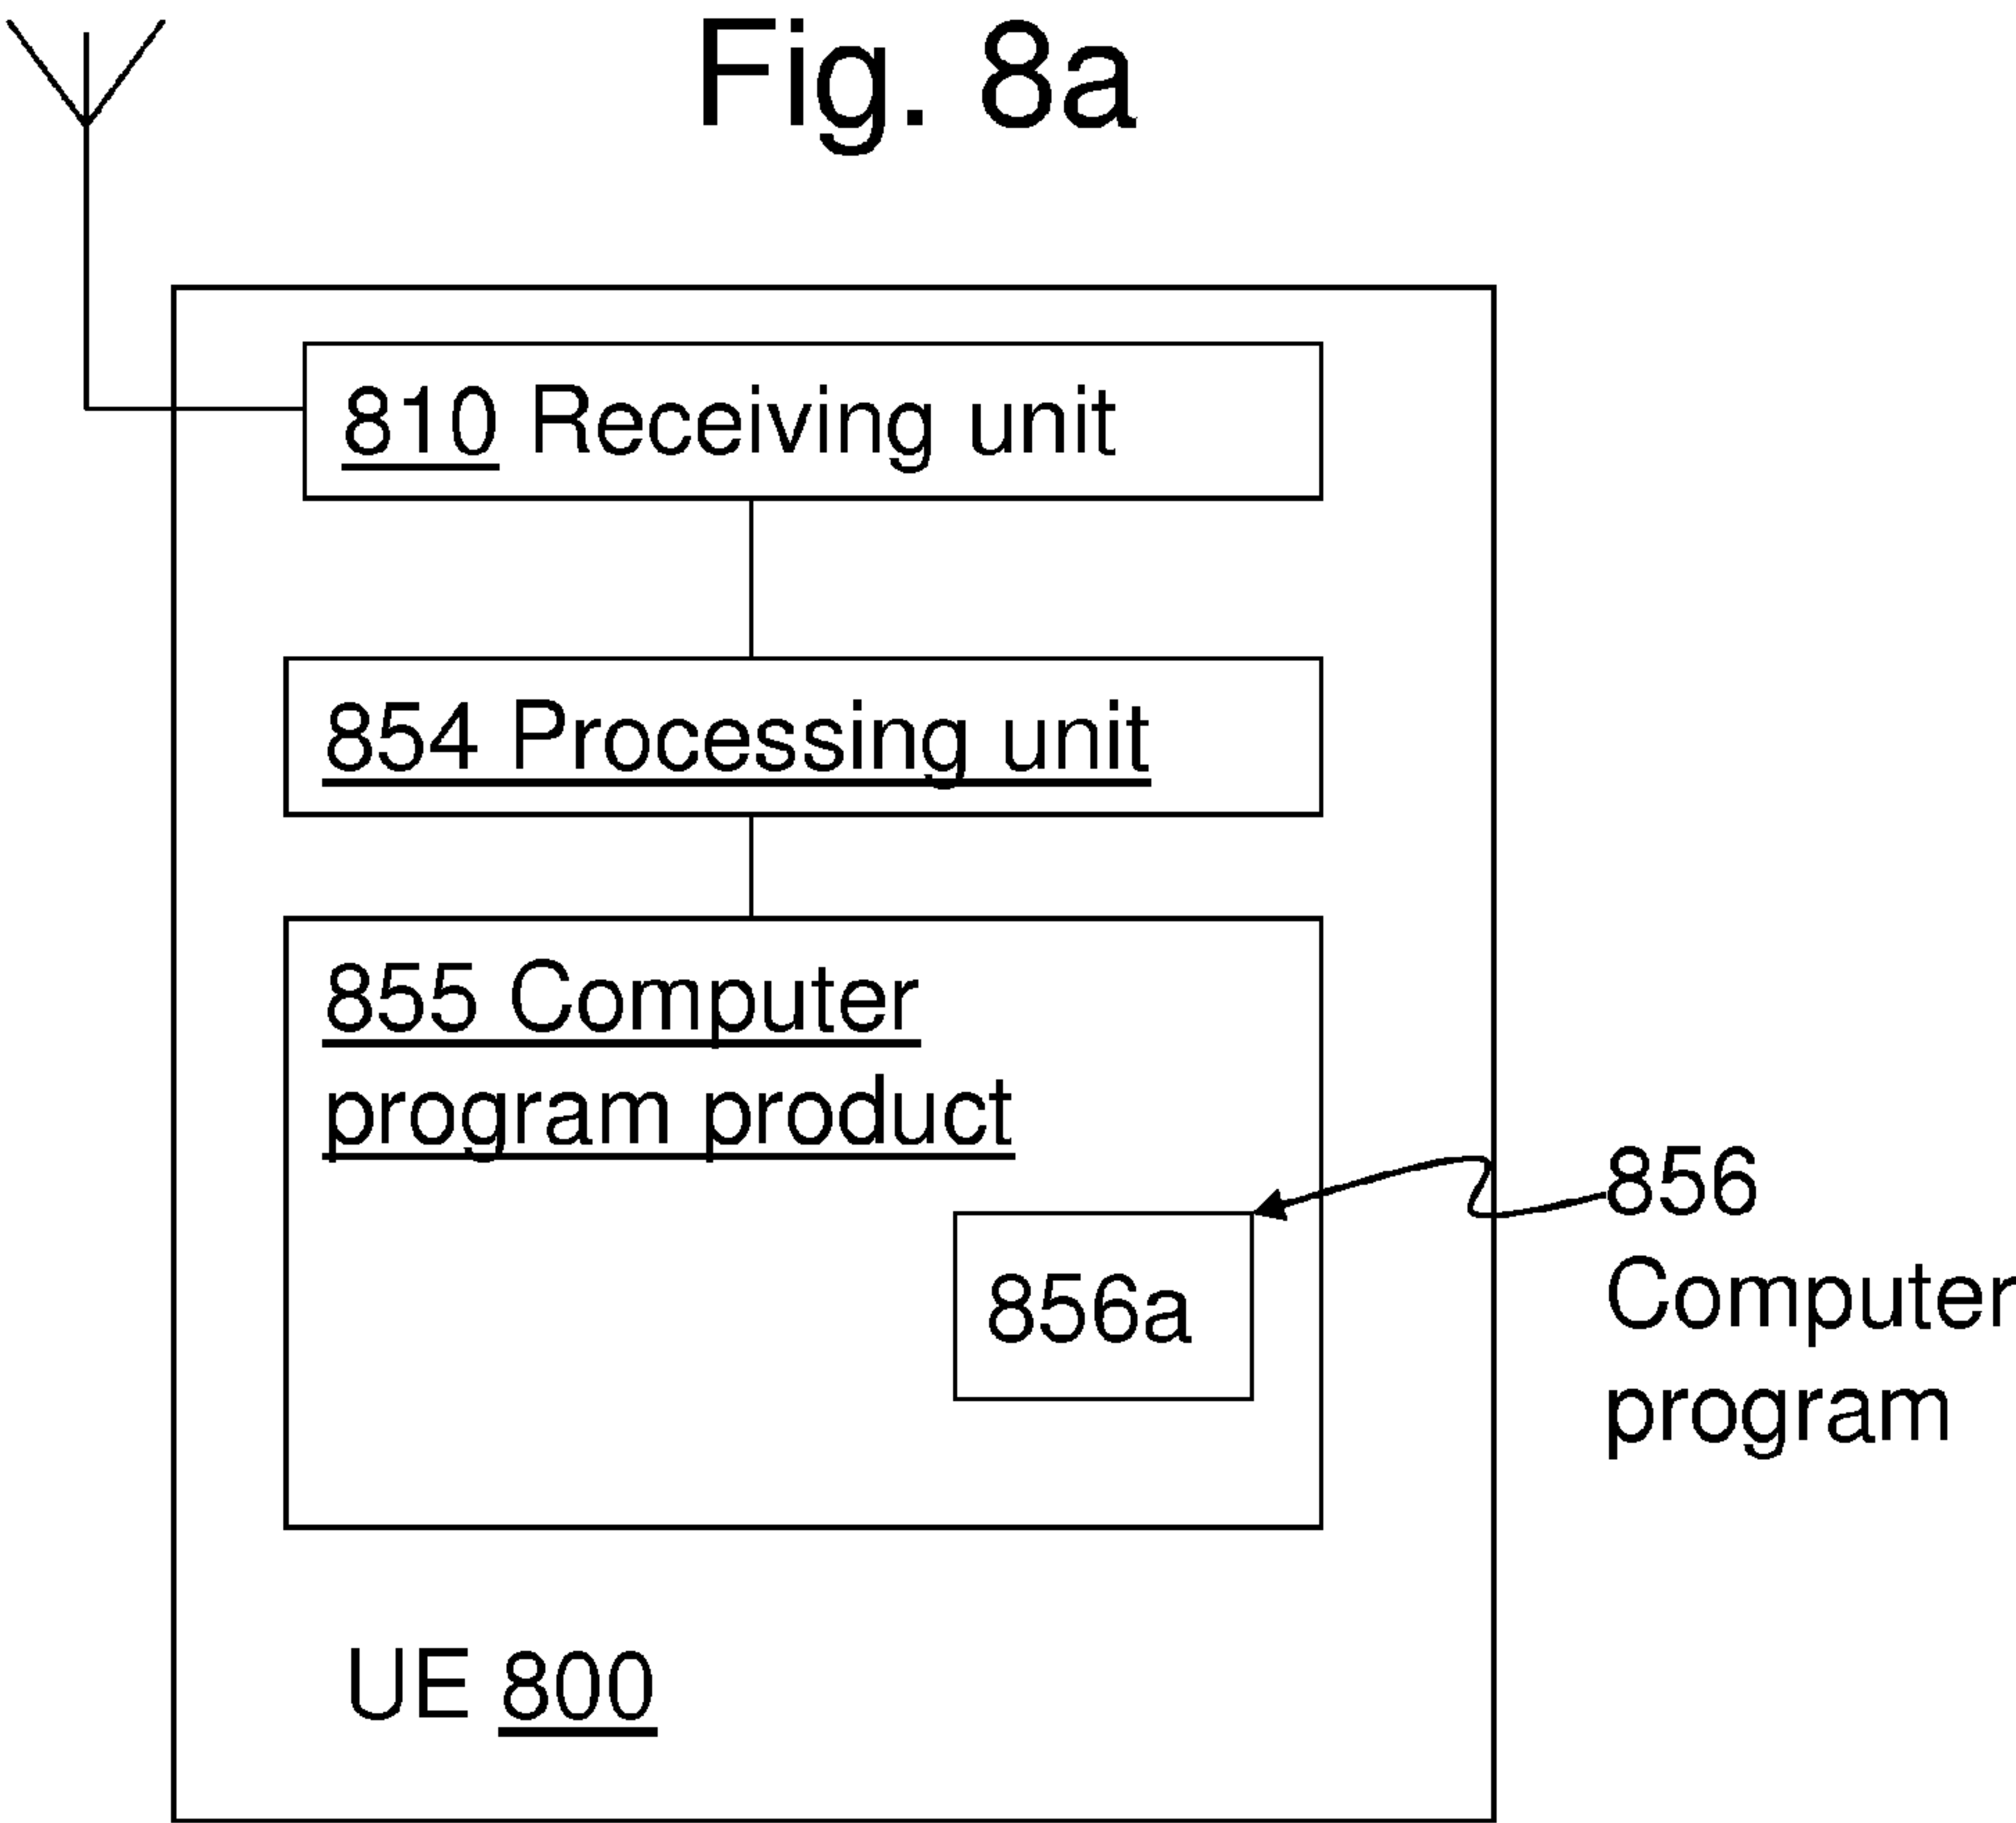 Fig. 8a
810 Receiving unit
854 Processing unit
855 Computer
program product
856a
856
Computer
program
UE 800